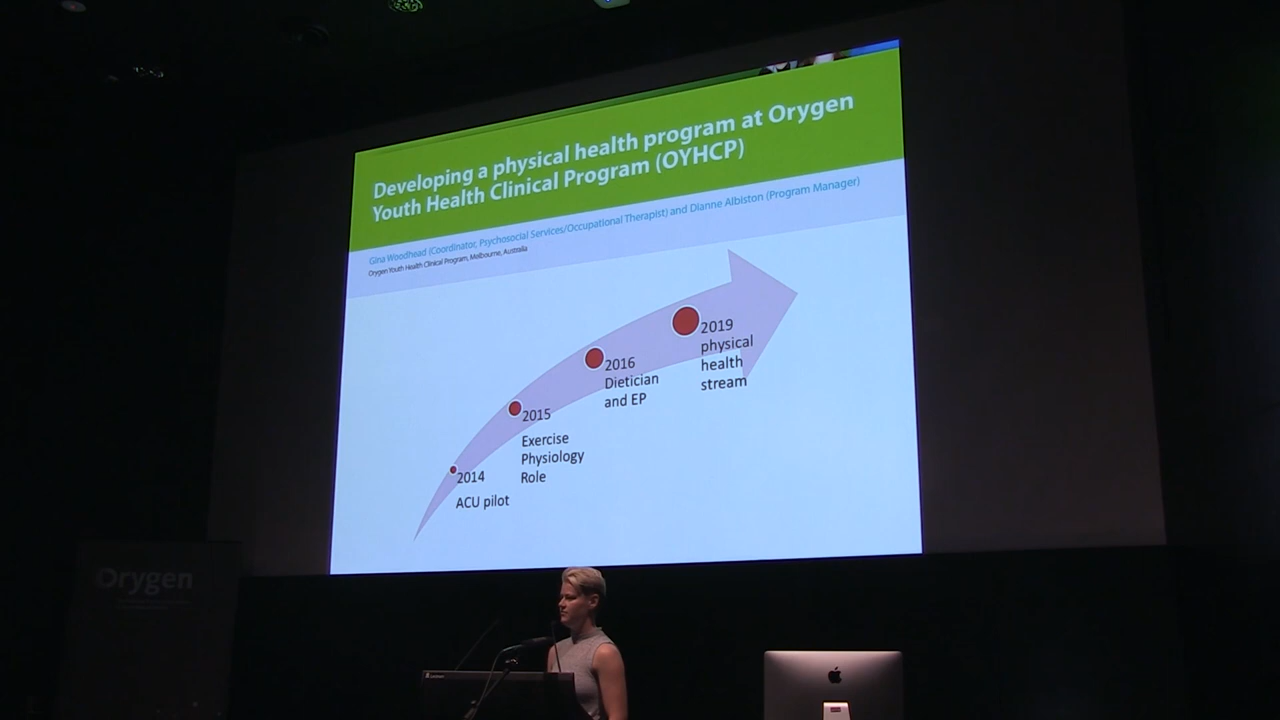 Developing a physical health program at Orygen
Youth Health Clinical Program (OYHCP)
Gina Woodhead (Coordinator, Psychosocial Services/Occupational Therapist) and Dianne Albiston (Program Manager)
Orygen Youth Health Clinical Program, Melbourne, Australia
2019
physical
health
stream
2016
Dietician
and EP
2015
Exercise
Physiology
Role
2014
ACU pilot
Orygen